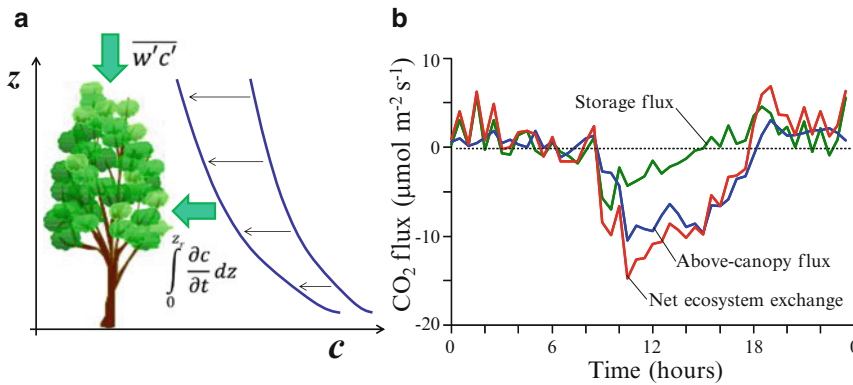 a
z
w′c′
∫₀^{z_r} ∂c/∂t dz
c
b
CO₂ flux (μmol m⁻² s⁻¹)
10
0
-10
-20
Storage flux
Above-canopy flux
Net ecosystem exchange
0 6 12 18 0
Time (hours)